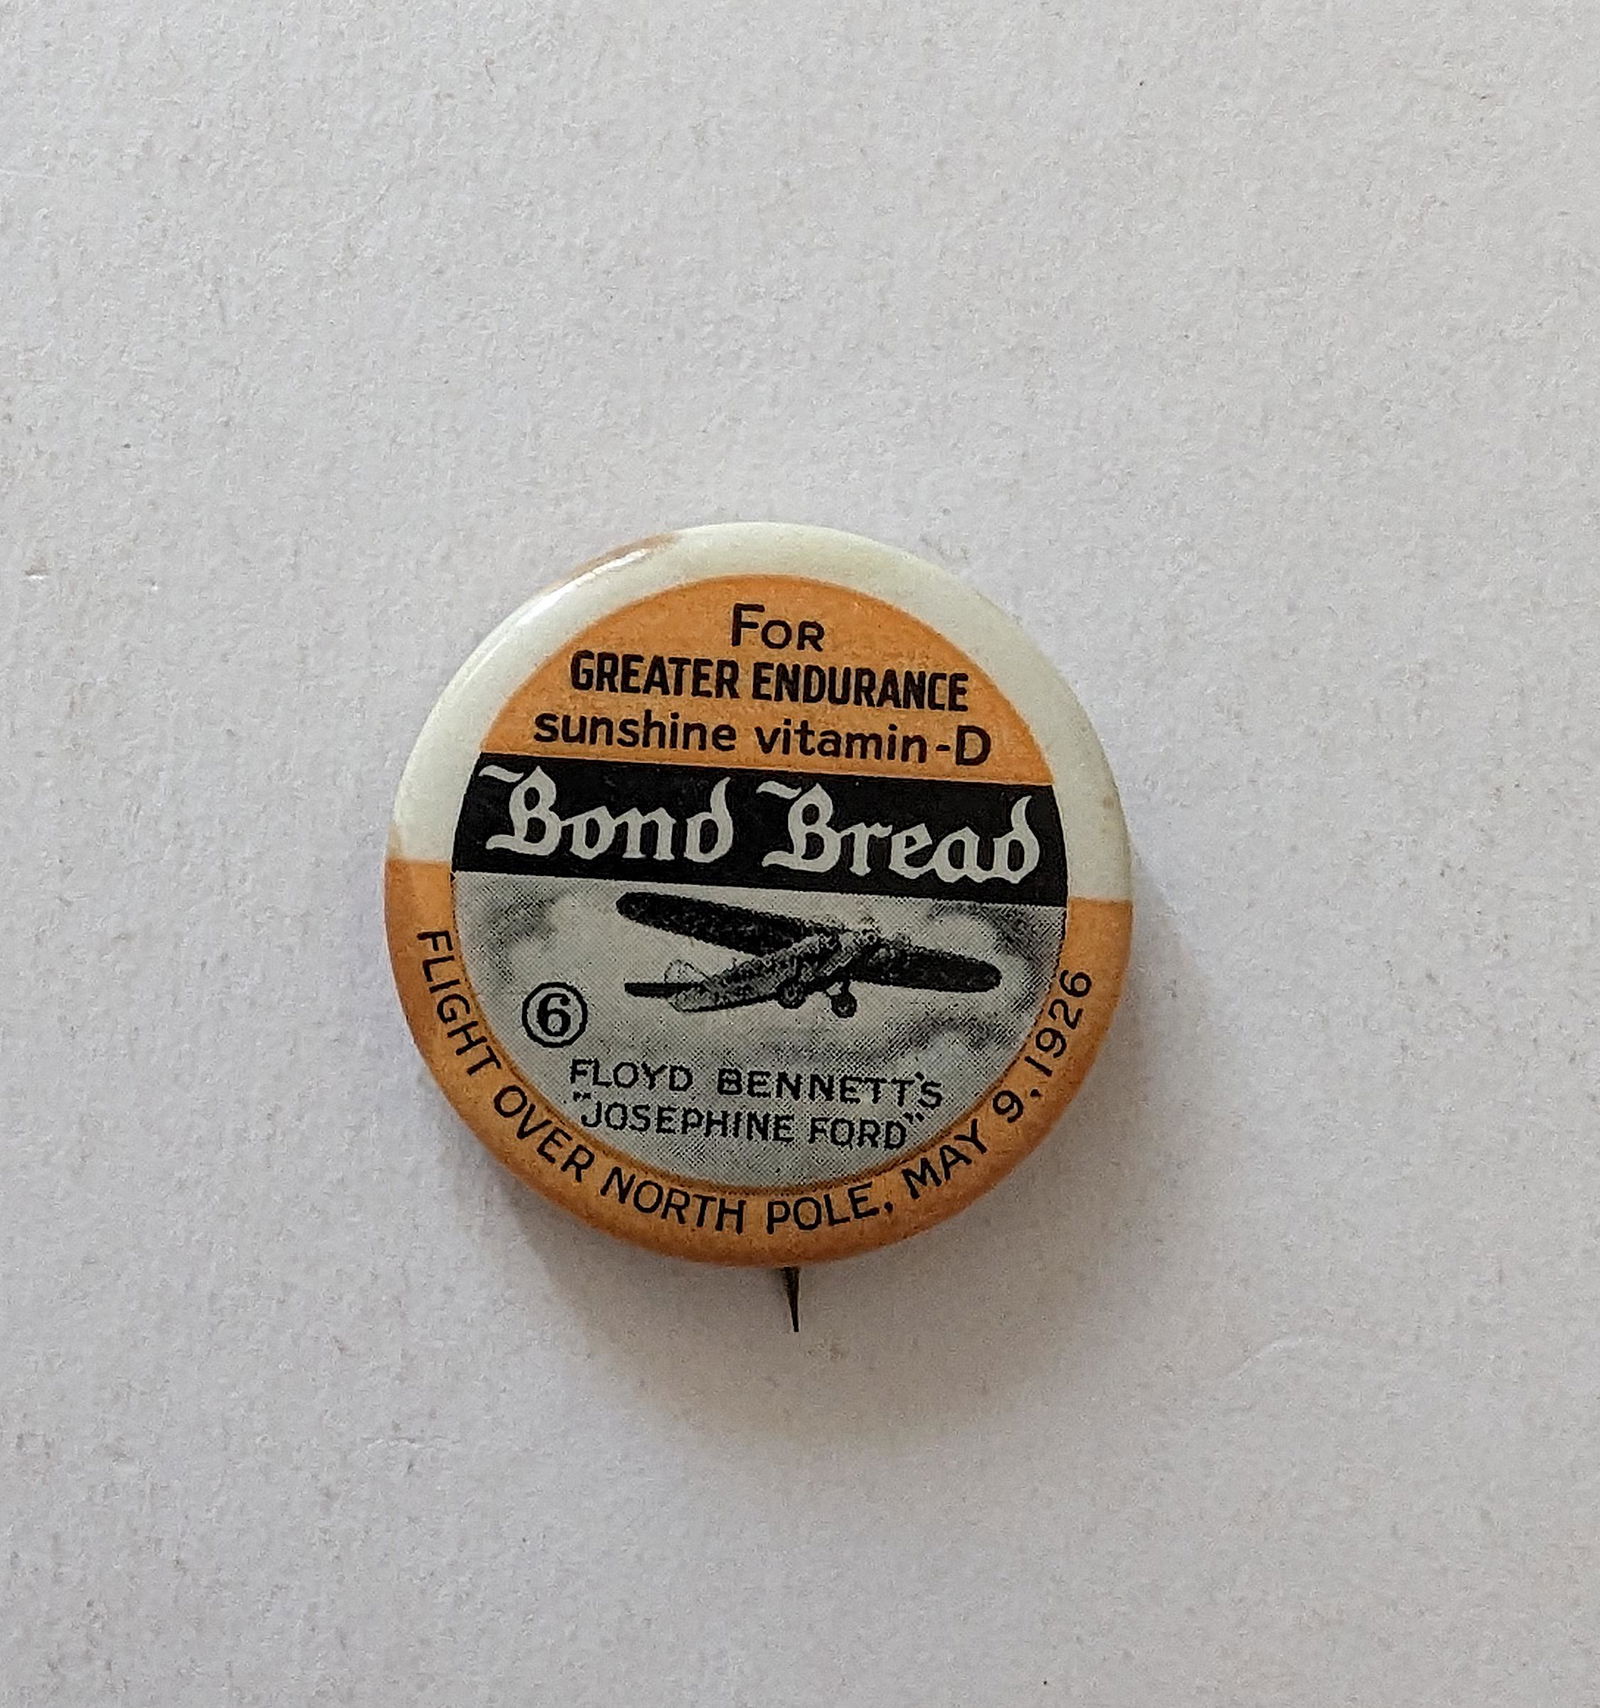 FOR
GREATER ENDURANCE
sunshine vitamin-D
Bond Bread
6
FLOYD BENNETT'S
"JOSEPHINE FORD"
FLIGHT OVER NORTH POLE, MAY 9, 1926